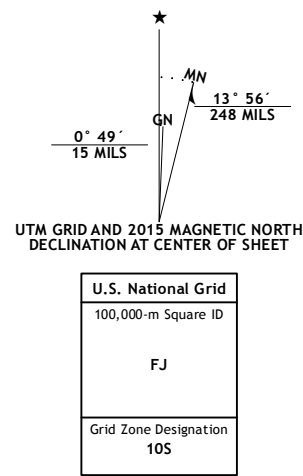 ★
MN
GN
13° 56´
248 MILS
0° 49´
15 MILS
UTM GRID AND 2015 MAGNETIC NORTH
DECLINATION AT CENTER OF SHEET
U.S. National Grid
100,000-m Square ID
FJ
Grid Zone Designation
10S